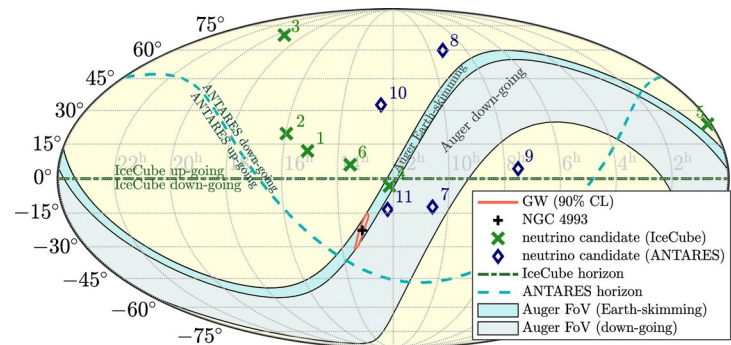 75°
3
60°
8
45°
10
30°
5
2
ANTARES down-going
ANTARES up-going
Auger Earth-skimming
Auger down-going
15°
1
6
9
22h 20h 16h 10h 6h 4h 2h
0°
IceCube up-going
IceCube down-going
4
−15°
11
7
−30°
−45°
−60°
−75°
GW (90% CL)
NGC 4993
neutrino candidate (IceCube)
neutrino candidate (ANTARES)
IceCube horizon
ANTARES horizon
Auger FoV (Earth-skimming)
Auger FoV (down-going)